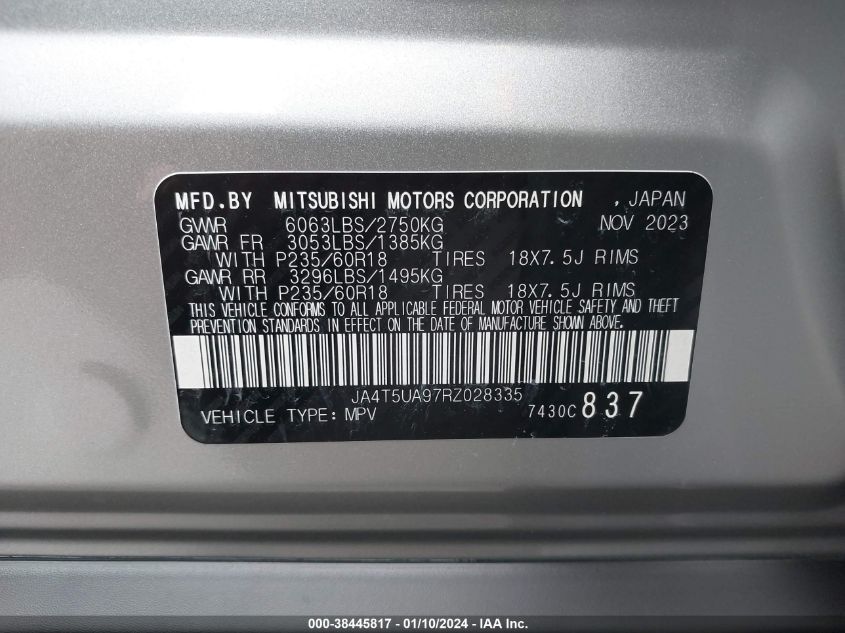 MFD.BY MITSUBISHI MOTORS CORPORATION , JAPAN
GVWR 6063LBS/2750KG NOV 2023
GAWR FR 3053LBS/1385KG
WITH P235/60R18 TIRES 18X7.5J RIMS
GAWR RR 3296LBS/1495KG
WITH P235/60R18 TIRES 18X7.5J RIMS
THIS VEHICLE CONFORMS TO ALL APPLICABLE FEDERAL MOTOR VEHICLE SAFETY AND THEFT
PREVENTION STANDARDS IN EFFECT ON THE DATE OF MANUFACTURE SHOWN ABOVE.
JA4T5UA97RZ028335
VEHICLE TYPE: MPV 7430C 837
000-38445817 - 01/10/2024 - IAA Inc.